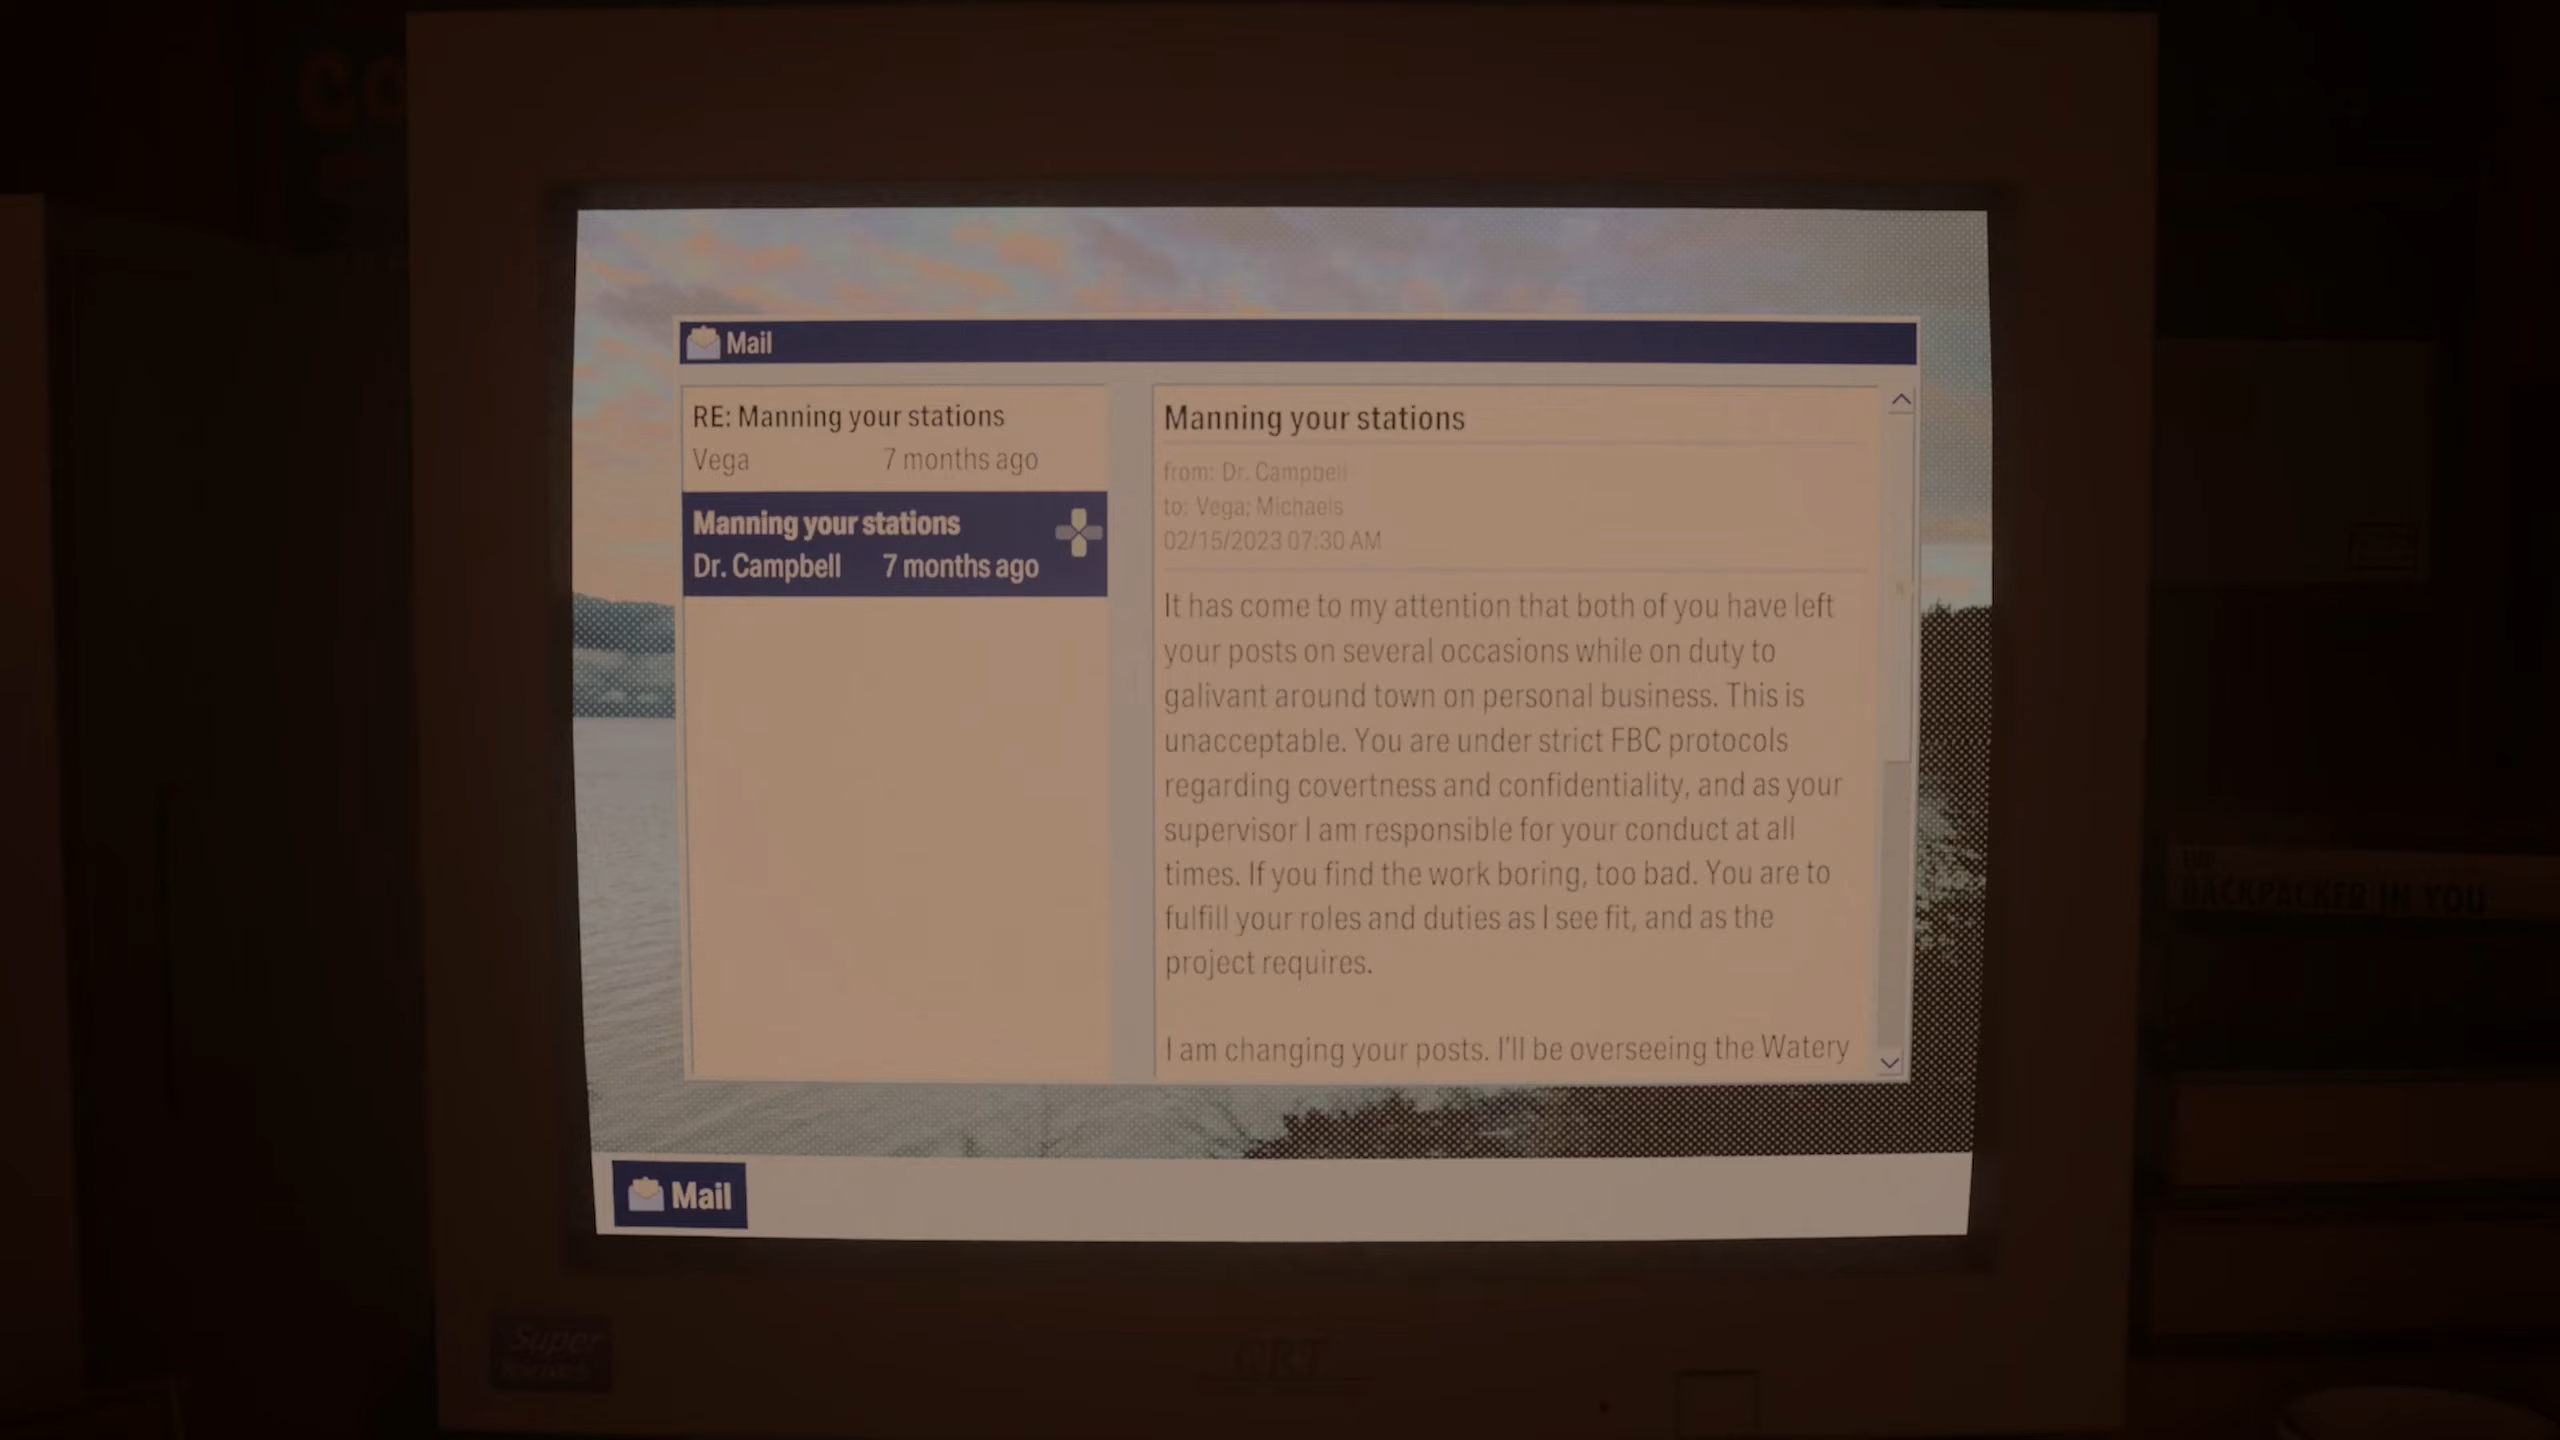 Mail
RE: Manning your stations
Vega 7 months ago
Manning your stations
Dr. Campbell 7 months ago
Manning your stations
from: Dr. Campbell
to: Vega; Michaels
02/15/2023 07:30 AM
It has come to my attention that both of you have left
your posts on several occasions while on duty to
galivant around town on personal business. This is
unacceptable. You are under strict FBC protocols
regarding covertness and confidentiality, and as your
supervisor I am responsible for your conduct at all
times. If you find the work boring, too bad. You are to
fulfill your roles and duties as I see fit, and as the
project requires.
I am changing your posts. I'll be overseeing the Watery
Mail
BACKPACKER IN YOU
Super
CRT